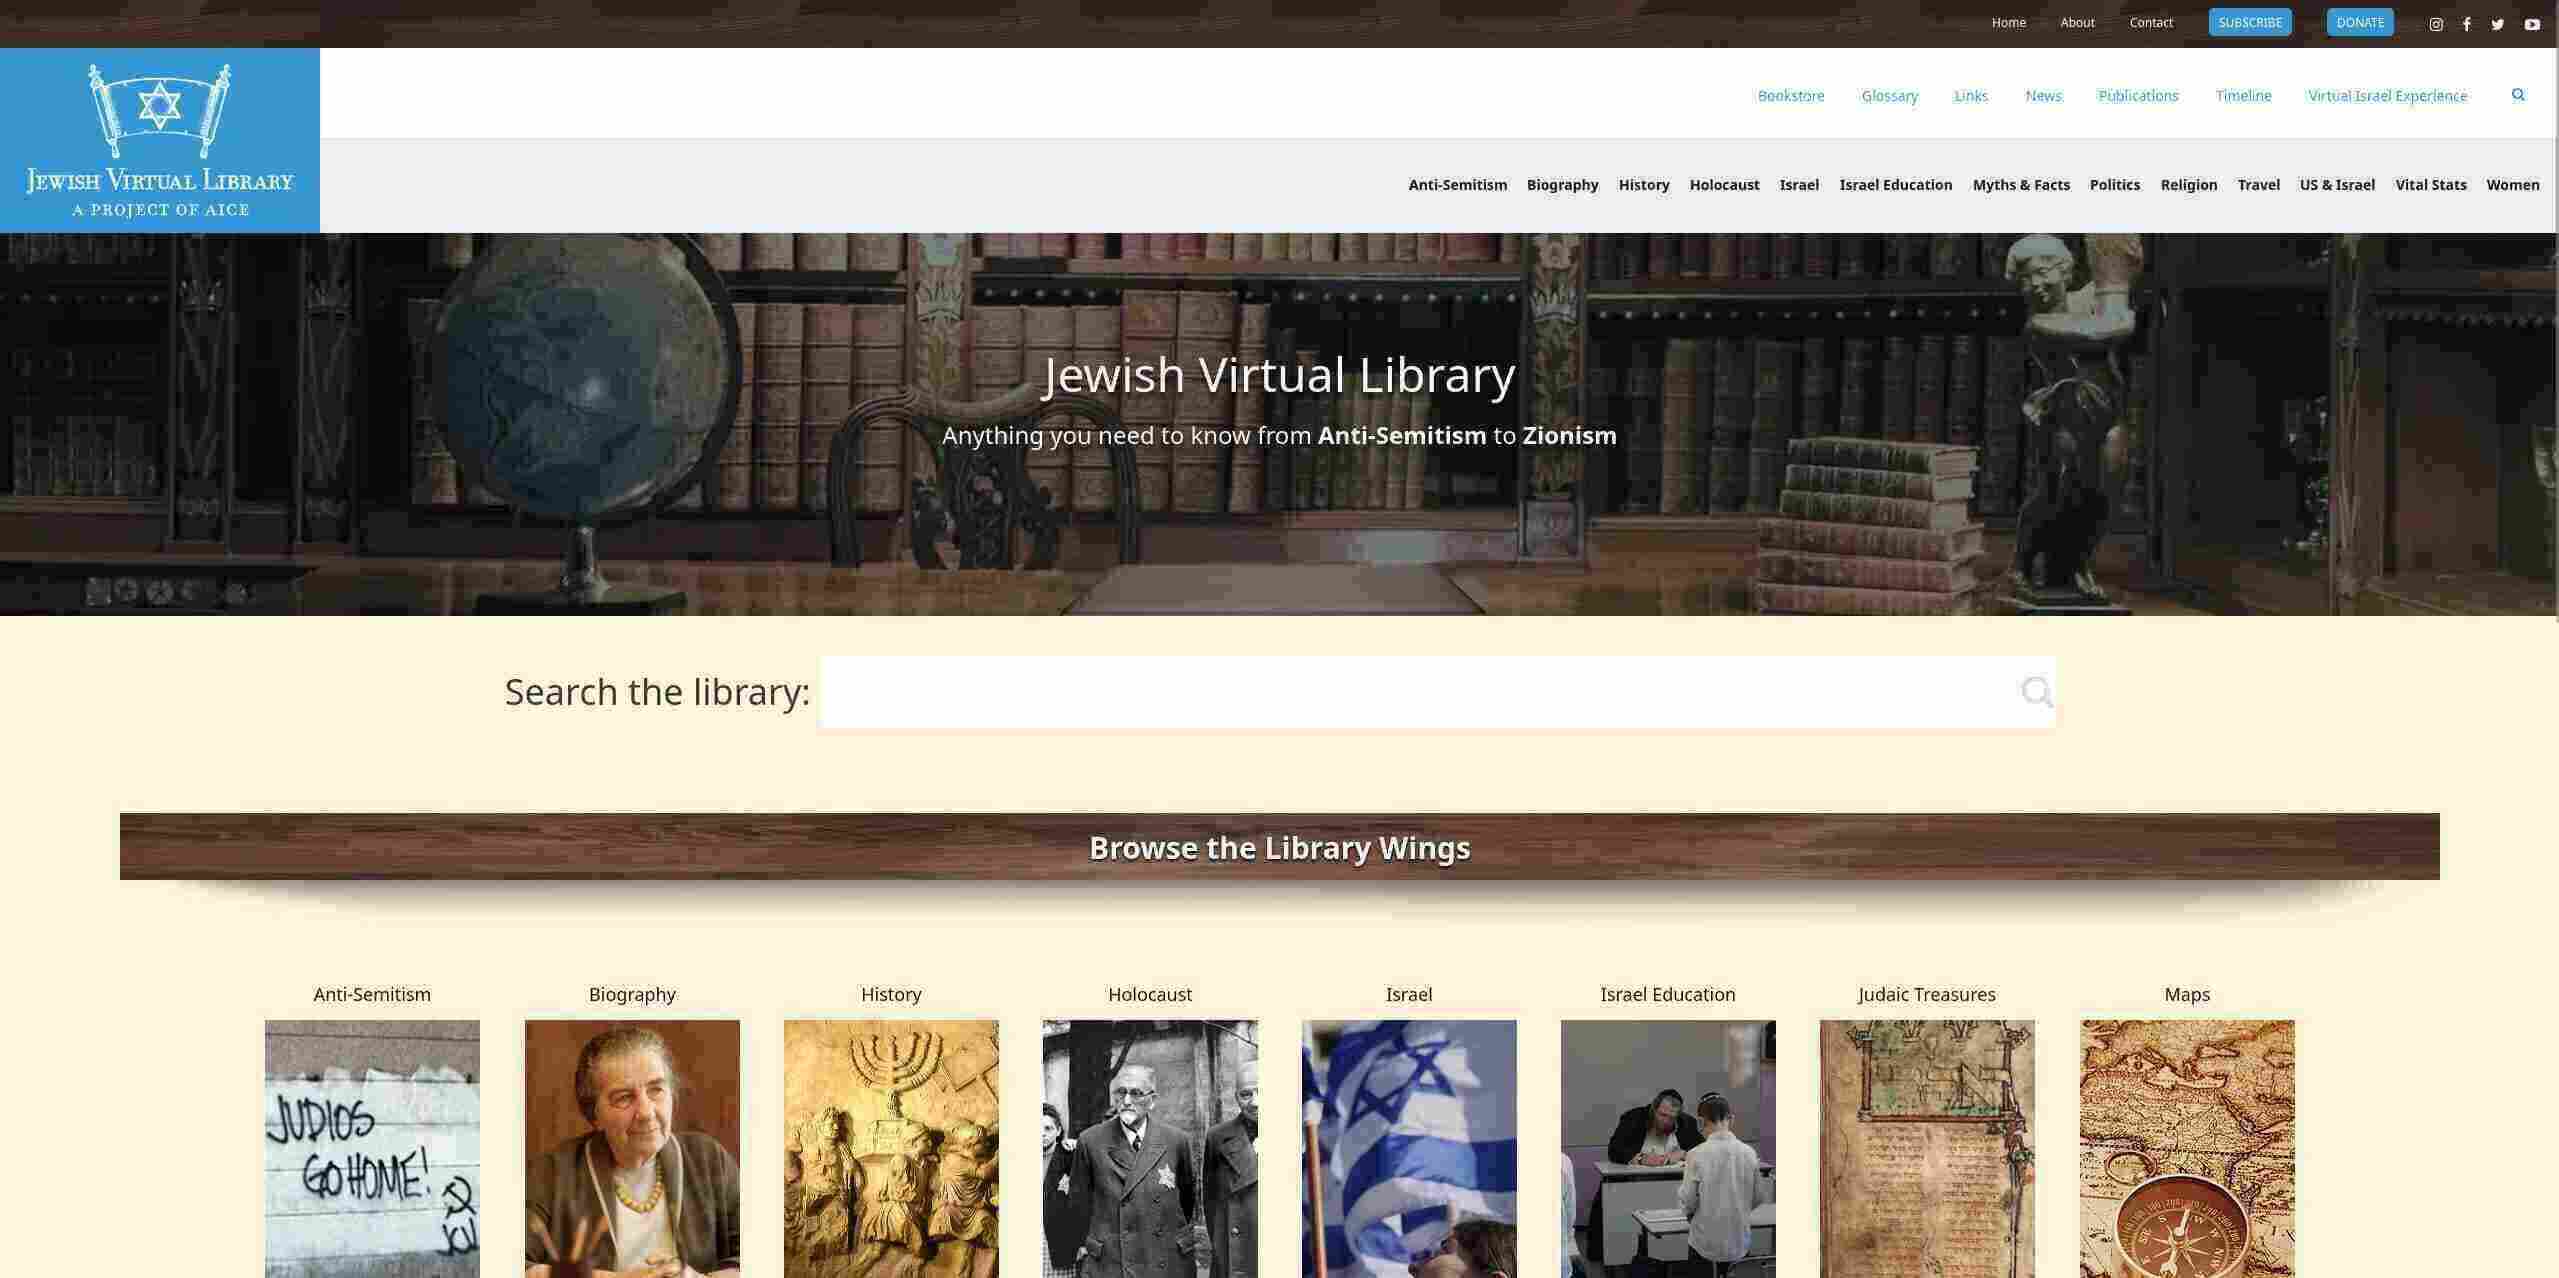 Home About Contact SUBSCRIBE DONATE
JEWISH VIRTUAL LIBRARY
A PROJECT OF AICE
Bookstore Glossary Links News Publications Timeline Virtual Israel Experience
Anti-Semitism Biography History Holocaust Israel Israel Education Myths & Facts Politics Religion Travel US & Israel Vital Stats Women
Jewish Virtual Library
Anything you need to know from Anti-Semitism to Zionism
Search the library:
Browse the Library Wings
Anti-Semitism Biography History Holocaust Israel Israel Education Judaic Treasures Maps
JUDIOS
GO HOME!